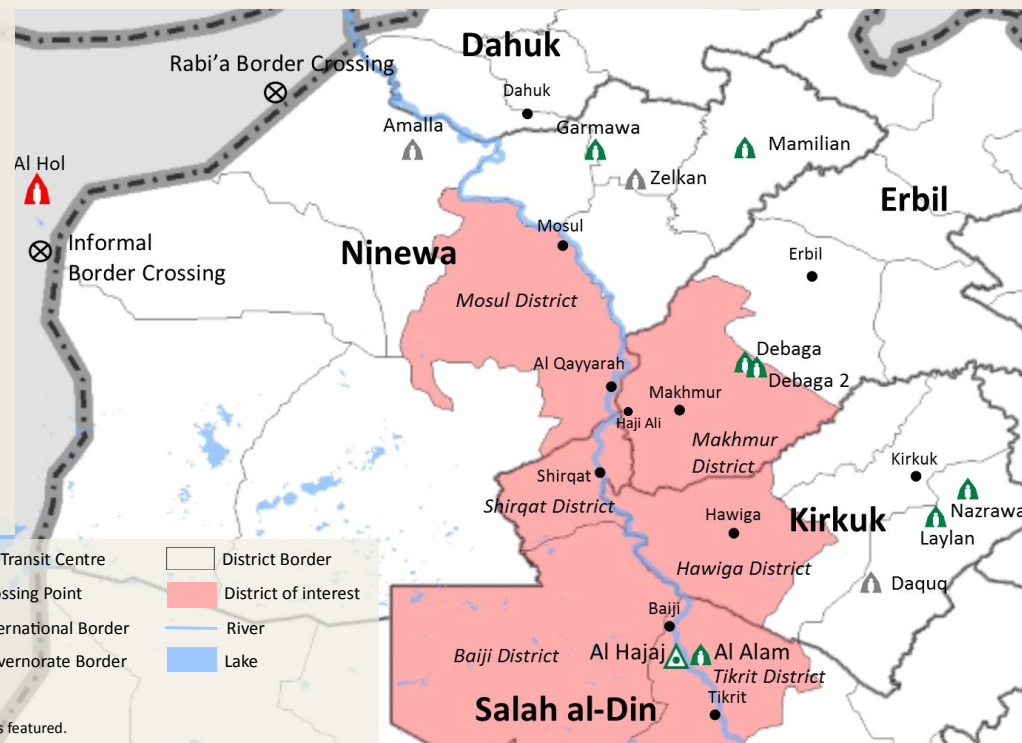 Dahuk
Rabi’a Border Crossing
Dahuk
Amalla
Garmawa
Mamilian
Al Hol
Zelkan
Erbil
Mosul
Informal
Border Crossing
Ninewa
Erbil
Mosul District
Debaga
Al Qayyarah
Debaga 2
Makhmur
Haji Ali
Makhmur
District
Kirkuk
Shirqat
Shirqat District
Hawiga
Kirkuk
Nazrawa
Laylan
Hawiga District
Daquq
Transit Centre
District Border
ossing Point
District of interest
ernational Border
River
vernorate Border
Lake
s featured.
Baiji
Baiji District
Al Hajaj
Al Alam
Tikrit District
Tikrit
Salah al-Din